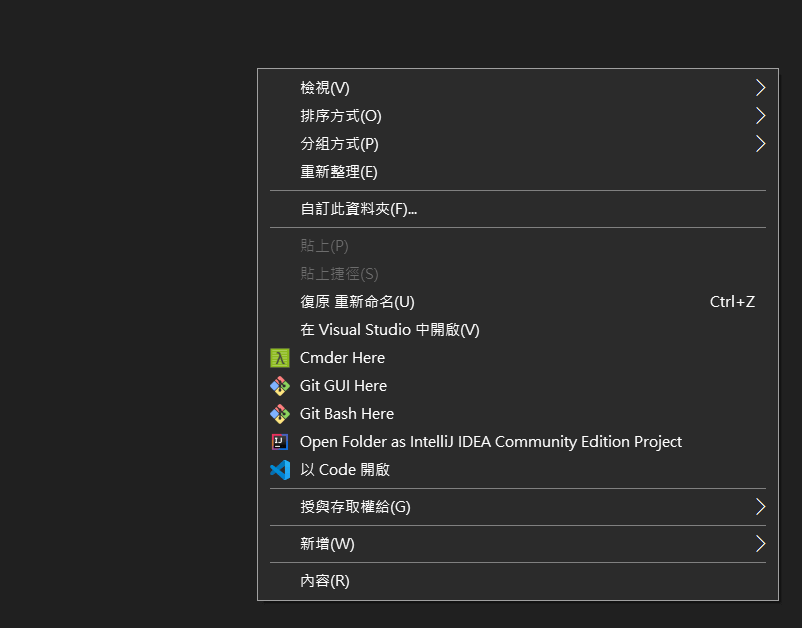 檢視(V)
排序方式(O)
分組方式(P)
重新整理(E)
自訂此資料夾(F)...
貼上(P)
貼上捷徑(S)
復原 重新命名(U) Ctrl+Z
在 Visual Studio 中開啟(V)
λ Cmder Here
Git GUI Here
Git Bash Here
IJ Open Folder as IntelliJ IDEA Community Edition Project
以 Code 開啟
授與存取權給(G)
新增(W)
內容(R)